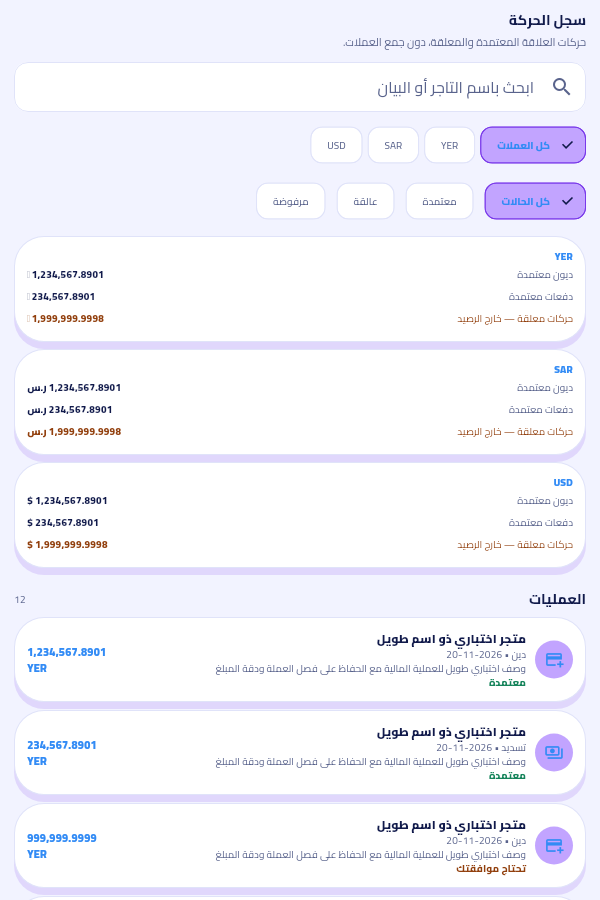 سجل الحركة
حركات العلاقة المعتمدة والمعلقة، دون جمع العملات.
ابحث باسم التاجر أو البيان
كل العملات YER SAR USD
كل الحالات معتمدة عالقة مرفوضة
YER
ديون معتمدة 1,234,567.8901
دفعات معتمدة 234,567.8901
حركات معلقة — خارج الرصيد 1,999,999.9998
SAR
ديون معتمدة 1,234,567.8901 ر.س
دفعات معتمدة 234,567.8901 ر.س
حركات معلقة — خارج الرصيد 1,999,999.9998 ر.س
USD
ديون معتمدة $ 1,234,567.8901
دفعات معتمدة $ 234,567.8901
حركات معلقة — خارج الرصيد $ 1,999,999.9998
العمليات 12
متجر اختباري ذو اسم طويل
دين • 2026-11-20
وصف اختباري طويل للعملية المالية مع الحفاظ على فصل العملة ودقة المبلغ
معتمدة
1,234,567.8901
YER
متجر اختباري ذو اسم طويل
تسديد • 2026-11-20
وصف اختباري طويل للعملية المالية مع الحفاظ على فصل العملة ودقة المبلغ
معتمدة
234,567.8901
YER
متجر اختباري ذو اسم طويل
دين • 2026-11-20
وصف اختباري طويل للعملية المالية مع الحفاظ على فصل العملة ودقة المبلغ
تحتاج موافقتك
999,999.9999
YER